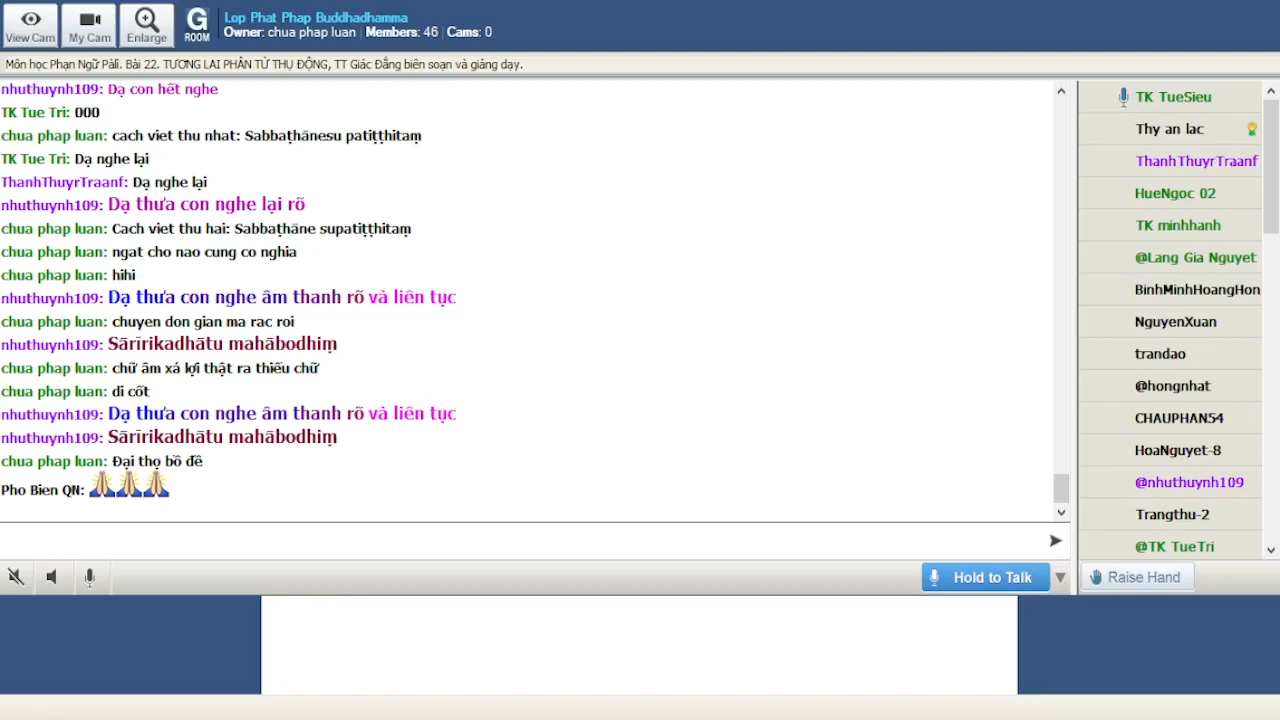 View Cam
My Cam
Enlarge
G
ROOM
Lop Phat Phap Buddhadhamma
Owner: chua phap luan | Members: 46 | Cams: 0
Môn học Phạn Ngữ Pāli. Bài 22. TƯƠNG LAI PHÂN TỪ THỤ ĐỘNG, TT Giác Đẳng biên soạn và giảng dạy.
nhuthuynh109: Dạ con hết nghe
TK Tue Tri: 000
chua phap luan: cach viet thu nhat: Sabbaṭhānesu patiṭṭhitaṃ
TK Tue Tri: Dạ nghe lại
ThanhThuyrTraanf: Dạ nghe lại
nhuthuynh109: Dạ thưa con nghe lại rõ
chua phap luan: Cach viet thu hai: Sabbaṭhāne supatiṭṭhitaṃ
chua phap luan: ngat cho nao cung co nghia
chua phap luan: hihi
nhuthuynh109: Dạ thưa con nghe âm thanh rõ và liên tục
chua phap luan: chuyen don gian ma rac roi
nhuthuynh109: Sārīrikadhātu mahābodhiṃ
chua phap luan: chữ âm xá lợi thật ra thiếu chữ
chua phap luan: di cốt
nhuthuynh109: Dạ thưa con nghe âm thanh rõ và liên tục
nhuthuynh109: Sārīrikadhātu mahābodhiṃ
chua phap luan: Đại thọ bồ đề
Pho Bien QN:
Hold to Talk
TK TueSieu
Thy an lac
ThanhThuyrTraanf
HueNgoc 02
TK minhhanh
@Lang Gia Nguyet
BinhMinhHoangHon
NguyenXuan
trandao
@hongnhat
CHAUPHAN54
HoaNguyet-8
@nhuthuynh109
Trangthu-2
@TK TueTri
Raise Hand